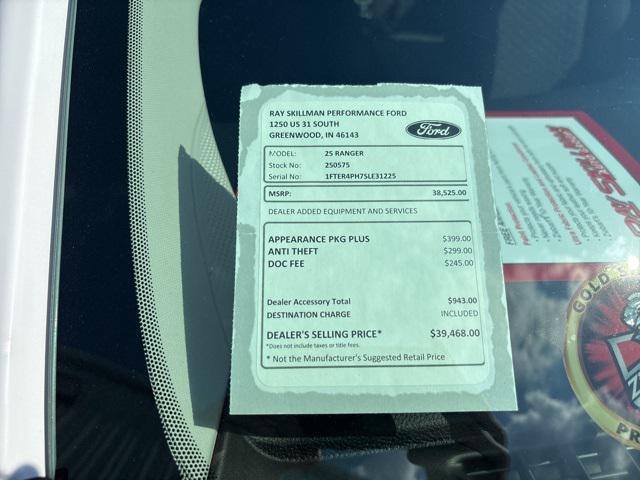 RAY SKILLMAN PERFORMANCE FORD
1250 US 31 SOUTH
GREENWOOD, IN 46143
Ford
MODEL: 25 RANGER
Stock No: 250575
Serial No: 1FTER4PH7SLE31225
MSRP: 38,525.00
DEALER ADDED EQUIPMENT AND SERVICES
APPEARANCE PKG PLUS $399.00
ANTI THEFT $299.00
DOC FEE $245.00
Dealer Accessory Total $943.00
DESTINATION CHARGE INCLUDED
DEALER'S SELLING PRICE* $39,468.00
*Does not include taxes or title fees.
* Not the Manufacturer's Suggested Retail Price
GOLD
PR